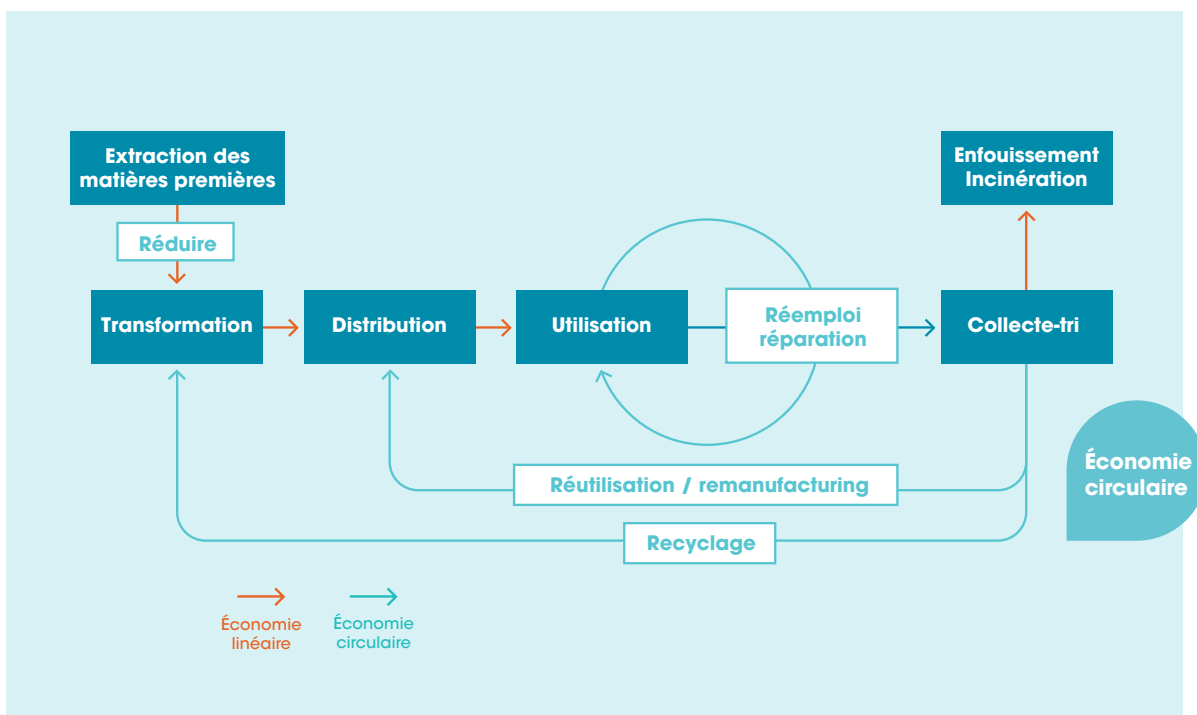 Extraction des
matières premières
Enfouissement
Incinération
Réduire
Transformation
Distribution
Utilisation
Réemploi
réparation
Collecte-tri
Économie
circulaire
Réutilisation / remanufacturing
Recyclage
Économie
linéaire
Économie
circulaire